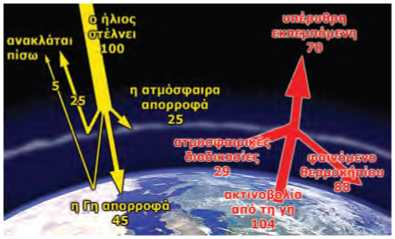 ο ήλιος
στέλνει
100
ανακλάται
πίσω
5
25
η ατμόσφαιρα
απορροφά
25
η Γη απορροφά
45
υπέρυθρη
εκπεμπόμενη
70
ατμοσφαιρικές
διαδικασίες
29
φαινόμενο
θερμοκηπίου
88
ακτινοβολία
από τη γη
104